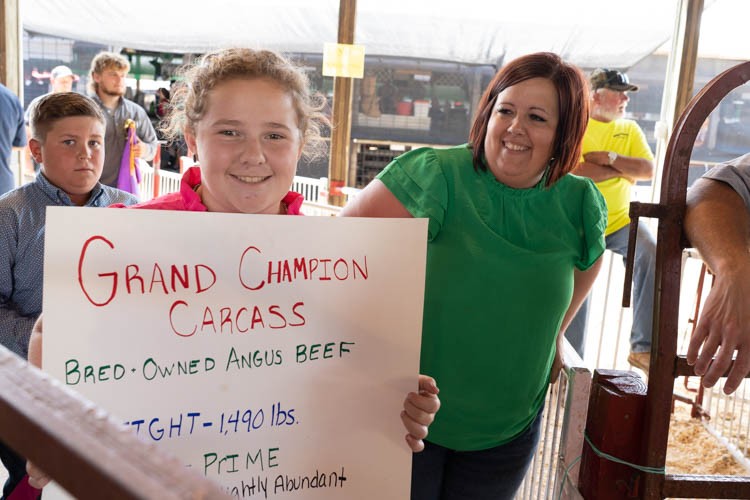 GRAND CHAMPION
CARCASS
BRED + OWNED ANGUS BEEF
- 1,490 lbs.
PRIME
Abundant